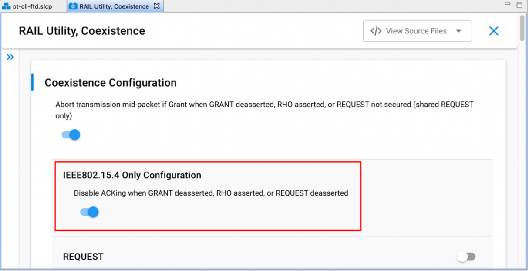 ot-cli-ftd.slcp
RAIL Utility, Coexistence
RAIL Utility, Coexistence
View Source Files
Coexistence Configuration
Abort transmission mid-packet if Grant when GRANT deasserted, RHO asserted, or REQUEST not secured (shared REQUEST
only)
IEEE802.15.4 Only Configuration
Disable ACKing when GRANT deasserted, RHO asserted, or REQUEST deasserted
REQUEST